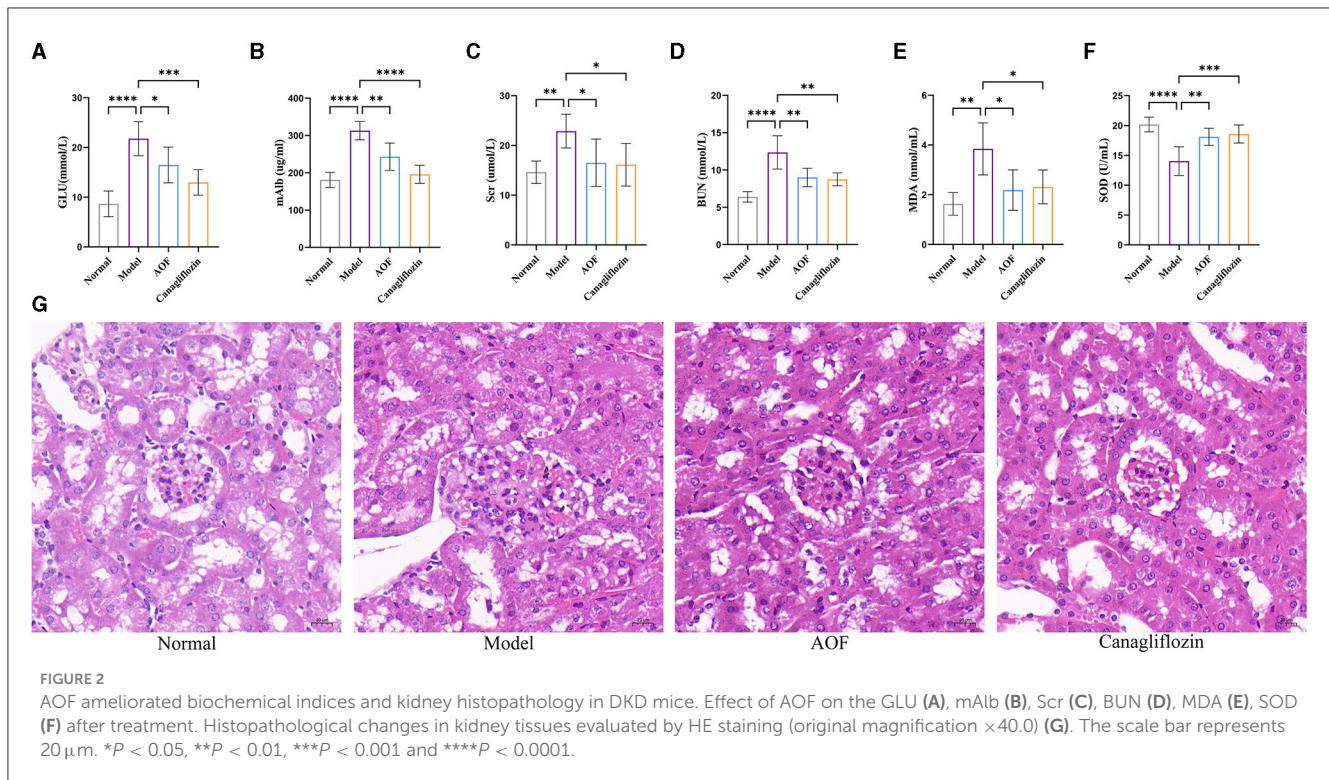 A
B
C
D
E
F
***
****
*
GLU(mmol/L)
30
20
10
0
Normal
Model
AOF
Canagliflozin
****
****
**
mAlb (ug/ml)
400
300
200
100
0
Normal
Model
AOF
Canagliflozin
*
**
*
Scr (umol/L)
30
20
10
0
Normal
Model
AOF
Canagliflozin
**
****
**
BUN (mmol/L)
20
15
10
5
0
Normal
Model
AOF
Canagliflozin
*
**
*
MDA (nmol/mL)
6
4
2
0
Normal
Model
AOF
Canagliflozin
***
****
**
SOD (U/mL)
25
20
15
10
5
0
Normal
Model
AOF
Canagliflozin
G
20 μm
20 μm
20 μm
Normal
Model
AOF
Canagliflozin
FIGURE 2
AOF ameliorated biochemical indices and kidney histopathology in DKD mice. Effect of AOF on the GLU (A), mAlb (B), Scr (C), BUN (D), MDA (E), SOD
(F) after treatment. Histopathological changes in kidney tissues evaluated by HE staining (original magnification ×40.0) (G). The scale bar represents
20 μm. *P < 0.05, **P < 0.01, ***P < 0.001 and ****P < 0.0001.